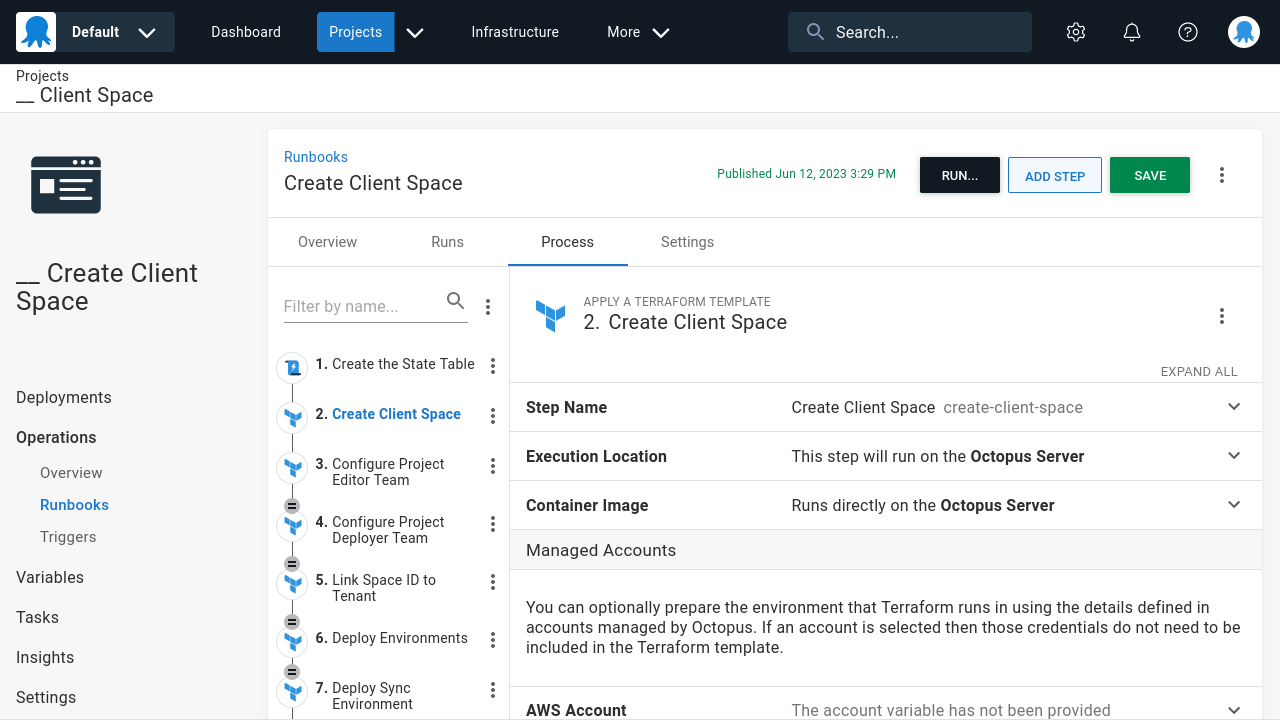 Default
Dashboard
Projects
Infrastructure
More
Search...
Projects
__ Client Space
__ Create Client
Space
Deployments
Operations
Overview
Runbooks
Triggers
Variables
Tasks
Insights
Settings
Runbooks
Create Client Space
Published Jun 12, 2023 3:29 PM
RUN...
ADD STEP
SAVE
Overview
Runs
Process
Settings
Filter by name...
1. Create the State Table
2. Create Client Space
3. Configure Project
Editor Team
4. Configure Project
Deployer Team
5. Link Space ID to
Tenant
6. Deploy Environments
7. Deploy Sync
Environment
APPLY A TERRAFORM TEMPLATE
2. Create Client Space
EXPAND ALL
Step Name Create Client Space create-client-space
Execution Location This step will run on the Octopus Server
Container Image Runs directly on the Octopus Server
Managed Accounts
You can optionally prepare the environment that Terraform runs in using the details defined in
accounts managed by Octopus. If an account is selected then those credentials do not need to be
included in the Terraform template.
AWS Account The account variable has not been provided